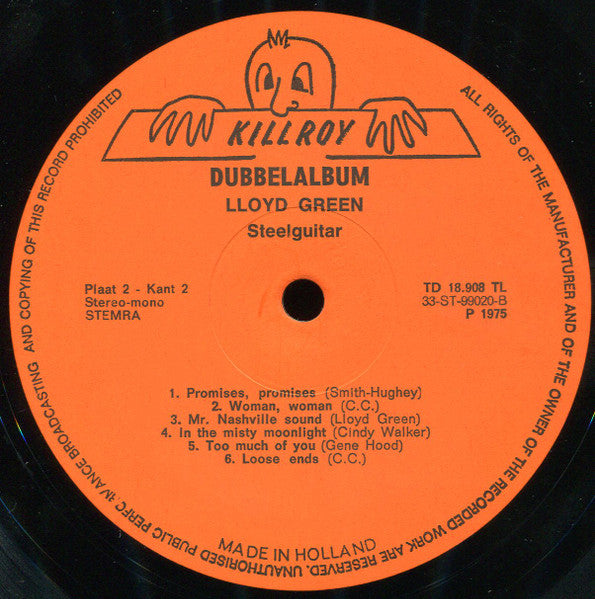 KILLROY
DUBBELALBUM
LLOYD GREEN
Steelguitar
Plaat 2 - Kant 2
Stereo-mono
STEMRA
TD 18.908 TL
33-ST-99020-B
P 1975
1. Promises, promises (Smith-Hughey)
2. Woman, woman (C.C.)
3. Mr. Nashville sound (Lloyd Green)
4. In the misty moonlight (Cindy Walker)
5. Too much of you (Gene Hood)
6. Loose ends (C.C.)
MADE IN HOLLAND
ALL RIGHTS OF THE MANUFACTURER AND OF THE OWNER OF THE RECORDED WORK ARE RESERVED. UNAUTHORISED PUBLIC BROADCASTING AND COPYING OF THIS RECORD PROHIBITED